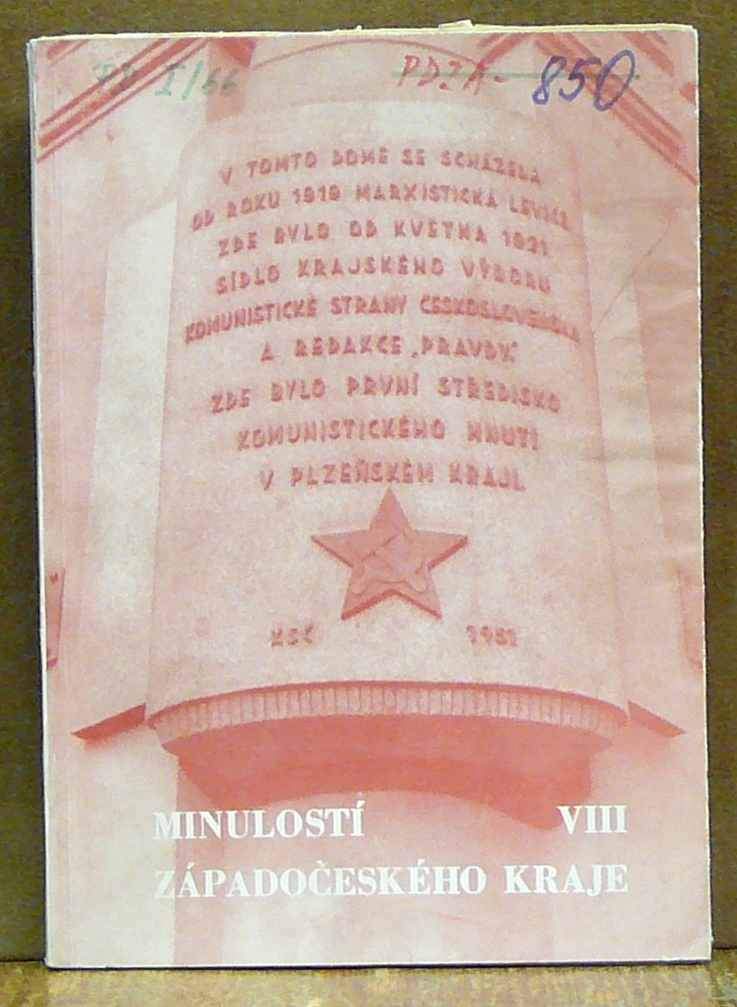 I/66
850
V TOMTO DOMĚ SE SCHÁZELA
OD ROKU 1919 MARXISTICKÁ LEVICE
ZDE BYLO OD KVĚTNA 1921
SÍDLO KRAJSKÉHO VÝBORU
KOMUNISTICKÉ STRANY ČESKOSLOVENSKA
A REDAKCE „PRAVDY“.
ZDE BYLO PRVNÍ STŘEDISKO
KOMUNISTICKÉHO HNUTÍ
V PLZEŇSKÉM KRAJI.
KSČ 1951
MINULOSTÍ VIII
ZÁPADOČESKÉHO KRAJE